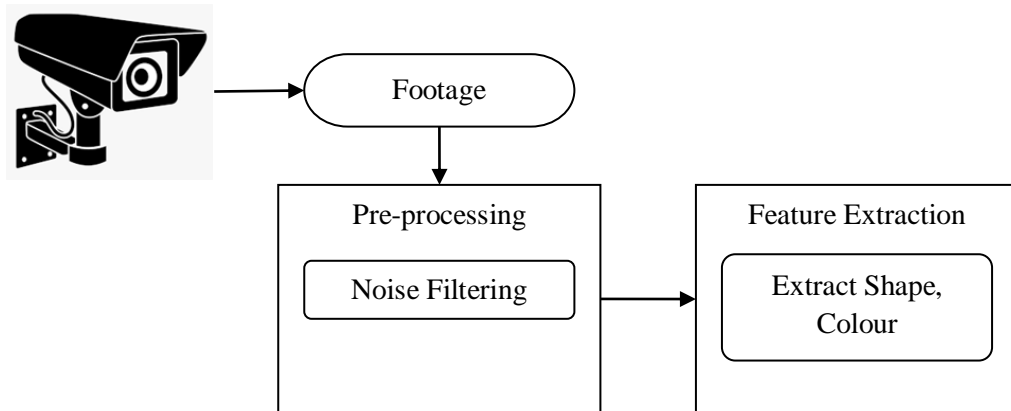 Footage
Pre-processing
Noise Filtering
Feature Extraction
Extract Shape,
Colour